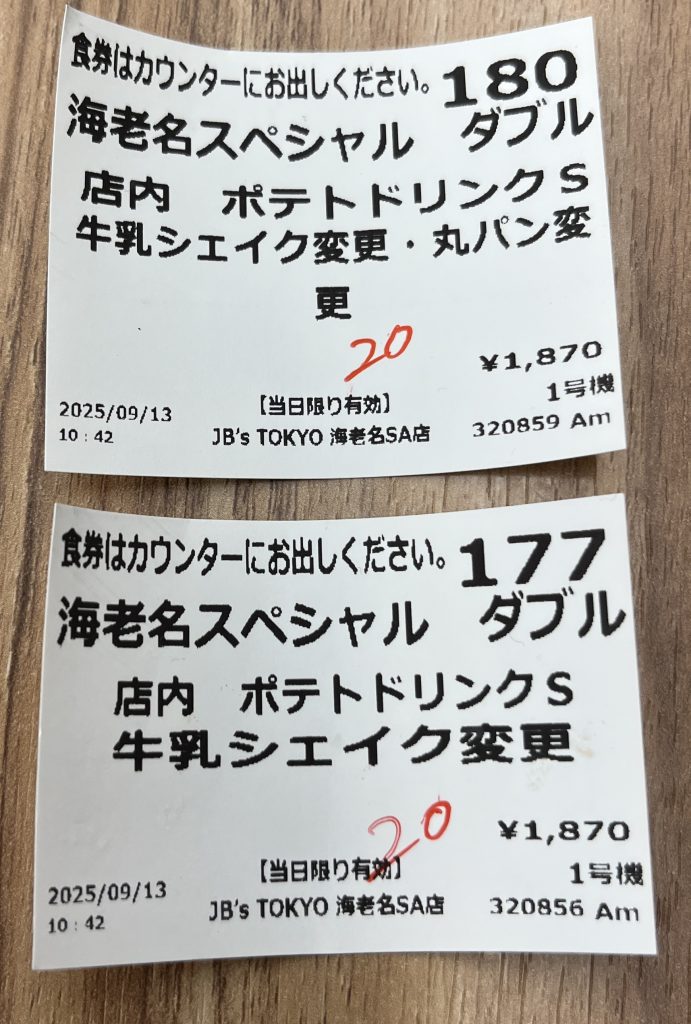 食券はカウンターにお出しください。 180
海老名スペシャル ダブル
店内 ポテトドリンクS
牛乳シェイク変更・丸パン変
更
20
¥1,870
1号機
2025/09/13 【当日限り有効】
10:42 JB's TOKYO 海老名SA店 320859 Am
食券はカウンターにお出しください。 177
海老名スペシャル ダブル
店内 ポテトドリンクS
牛乳シェイク変更
20
¥1,870
1号機
2025/09/13 【当日限り有効】
10:42 JB's TOKYO 海老名SA店 320856 Am